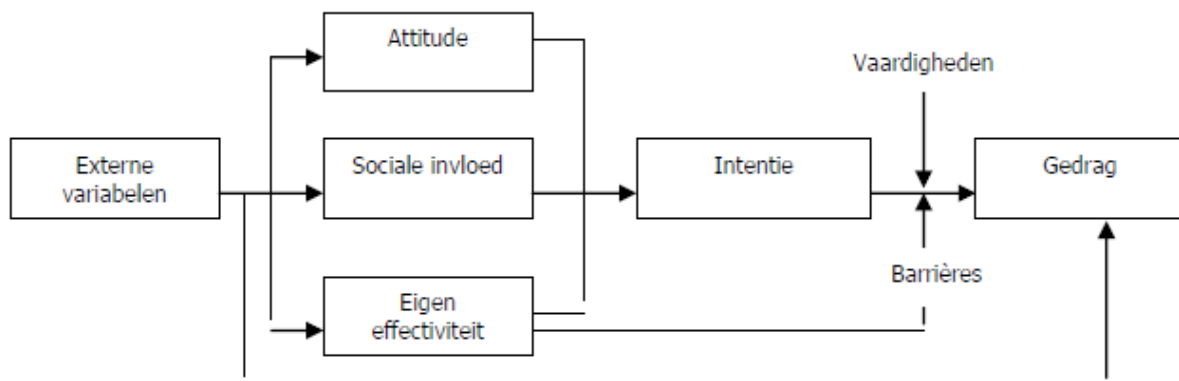 Attitude
Vaardigheden
Externe
variabelen
Sociale invloed
Intentie
Gedrag
Barrières
Eigen
effectiviteit